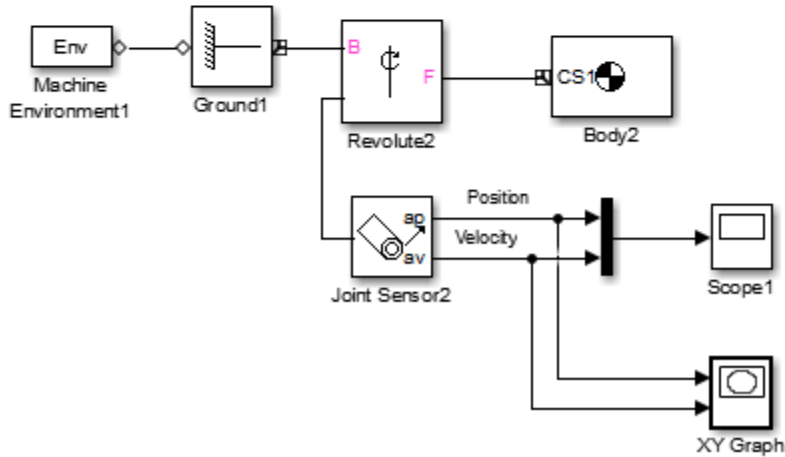 Env
Machine
Environment1
Ground1
B
F
Revolute2
CS1
Body2
Position
ap
Velocity
av
Joint Sensor2
Scope1
XY Graph